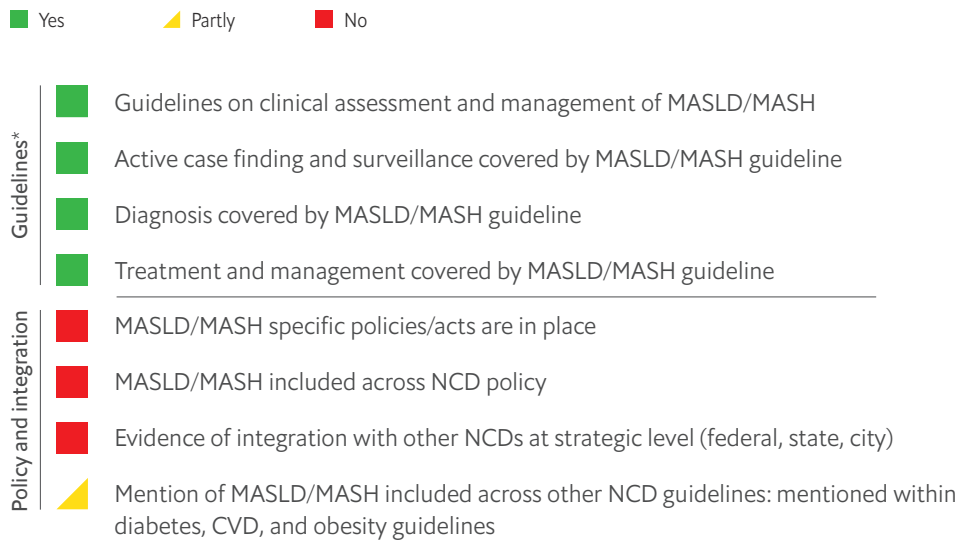 Yes
Partly
No
Guidelines*
Guidelines on clinical assessment and management of MASLD/MASH
Active case finding and surveillance covered by MASLD/MASH guideline
Diagnosis covered by MASLD/MASH guideline
Treatment and management covered by MASLD/MASH guideline
Policy and integration
MASLD/MASH specific policies/acts are in place
MASLD/MASH included across NCD policy
Evidence of integration with other NCDs at strategic level (federal, state, city)
Mention of MASLD/MASH included across other NCD guidelines: mentioned within
diabetes, CVD, and obesity guidelines